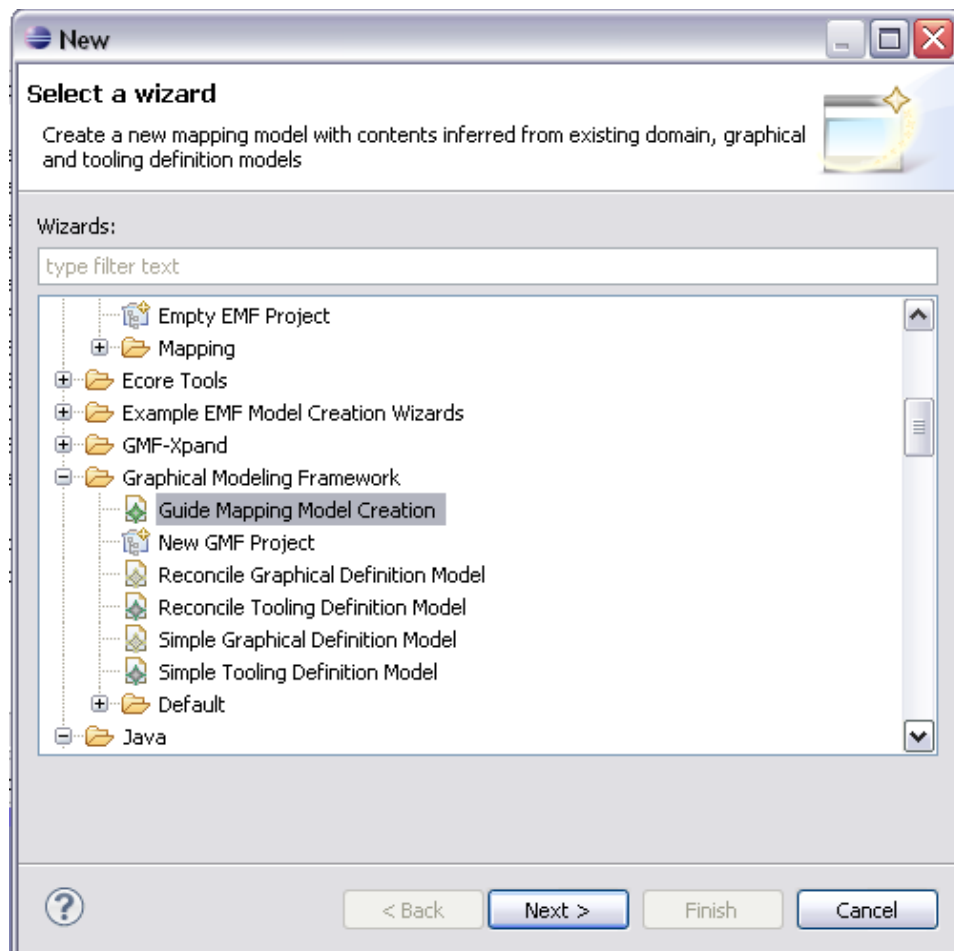 New
Select a wizard
Create a new mapping model with contents inferred from existing domain, graphical
and tooling definition models
Wizards:
type filter text
Empty EMF Project
Mapping
Ecore Tools
Example EMF Model Creation Wizards
GMF-Xpand
Graphical Modeling Framework
Guide Mapping Model Creation
New GMF Project
Reconcile Graphical Definition Model
Reconcile Tooling Definition Model
Simple Graphical Definition Model
Simple Tooling Definition Model
Default
Java
? < Back Next > Finish Cancel